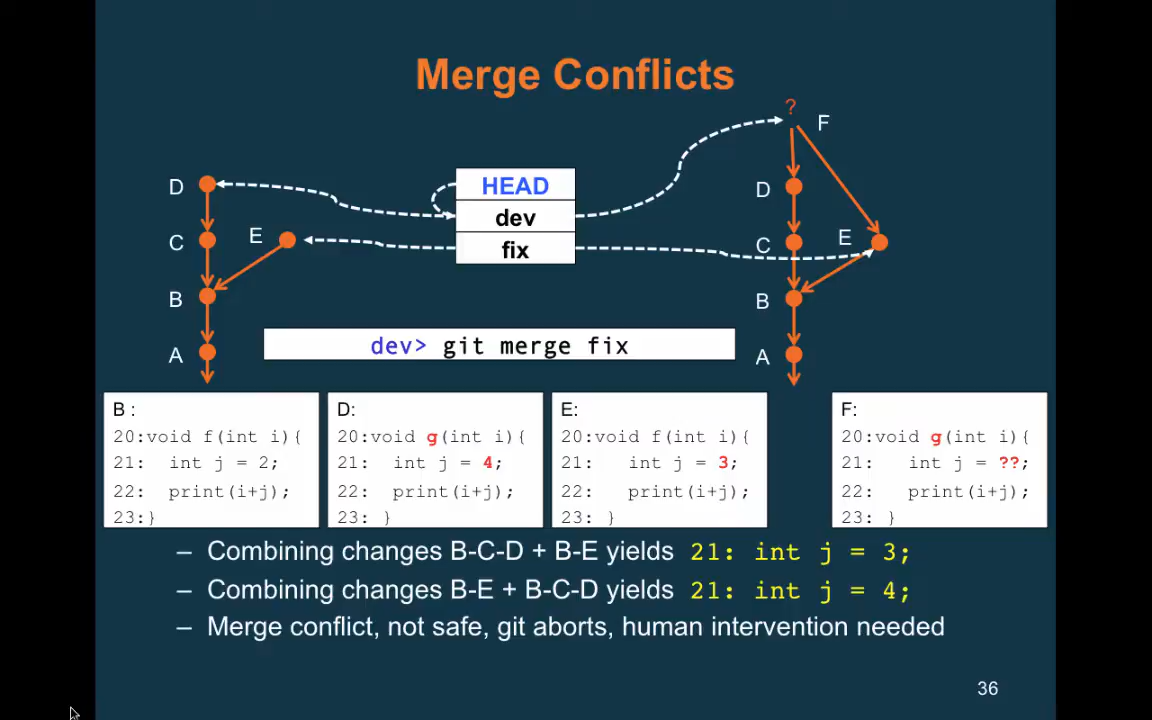 Merge Conflicts
?
F
D
HEAD
D
dev
C
E
fix
C
E
B
B
A
dev> git merge fix
A
B :
20:void f(int i){
21: int j = 2;
22: print(i+j);
23:}
D:
20:void g(int i){
21: int j = 4;
22: print(i+j);
23: }
E:
20:void f(int i){
21: int j = 3;
22: print(i+j);
23: }
F:
20:void g(int i){
21: int j = ??;
22: print(i+j);
23: }
– Combining changes B-C-D + B-E yields 21: int j = 3;
– Combining changes B-E + B-C-D yields 21: int j = 4;
– Merge conflict, not safe, git aborts, human intervention needed
36